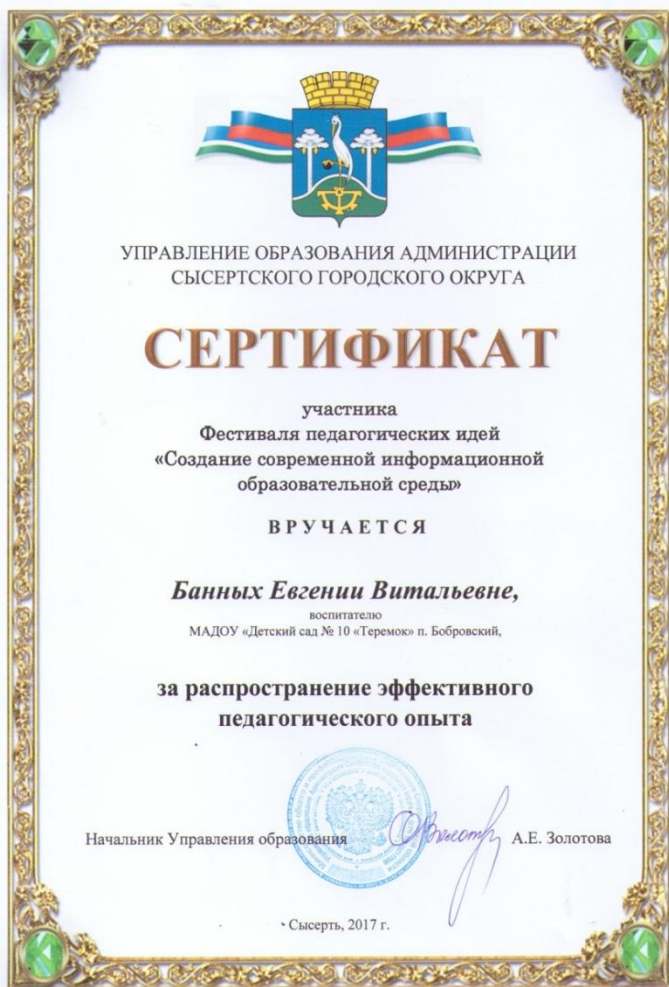 УПРАВЛЕНИЕ ОБРАЗОВАНИЯ АДМИНИСТРАЦИИ
СЫСЕРТСКОГО ГОРОДСКОГО ОКРУГА
СЕРТИФИКАТ
участника
Фестиваля педагогических идей
«Создание современной информационной
образовательной среды»
ВРУЧАЕТСЯ
Банных Евгении Витальевне,
воспитателю
МАДОУ «Детский сад № 10 «Теремок» п. Бобровский,
за распространение эффективного
педагогического опыта
Начальник Управления образования А.Е. Золотова
Сысерть, 2017 г.